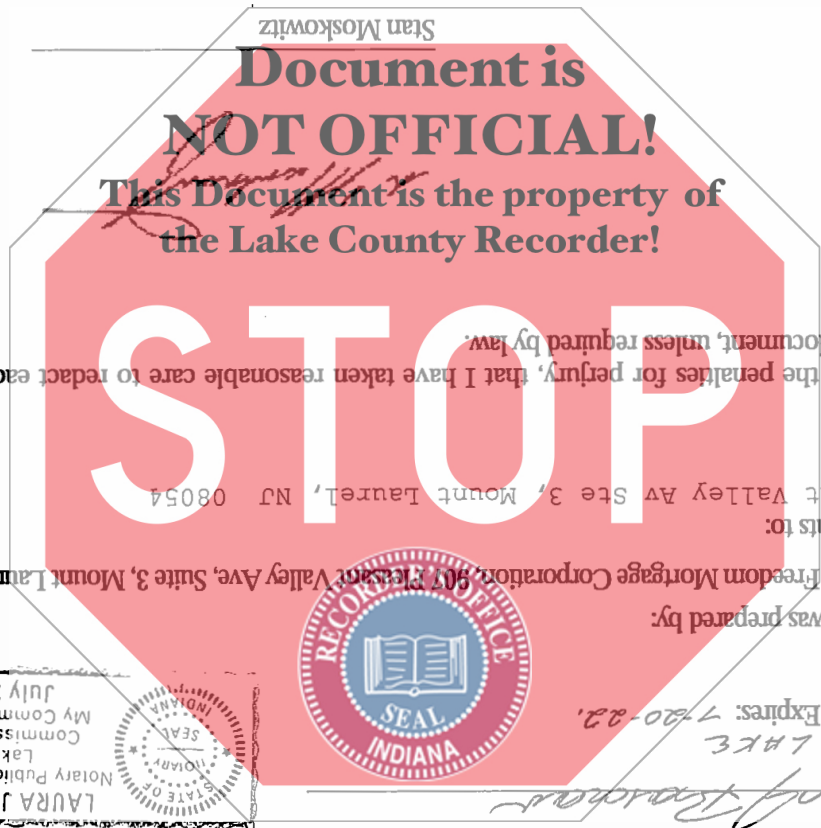 Document is
NOT OFFICIAL!
This Document is the property of
the Lake County Recorder!
STOP
RECORDER'S OFFICE
SEAL
INDIANA
LAURA J
Notary Public
Lake
Commiss
My Comm
July
STATE OF
NOTARY
SEAL
INDIANA
LAKE
Expires: 7-20-22.
was prepared by:
Freedom Mortgage Corporation, 907 Pleasant Valley Ave, Suite 3, Mount Laur
ts to:
t Valley Av Ste 3, Mount Laurel, NJ 08054
the penalties for perjury, that I have taken reasonable care to redact eac
document, unless required by law.
Stan Moskowitz